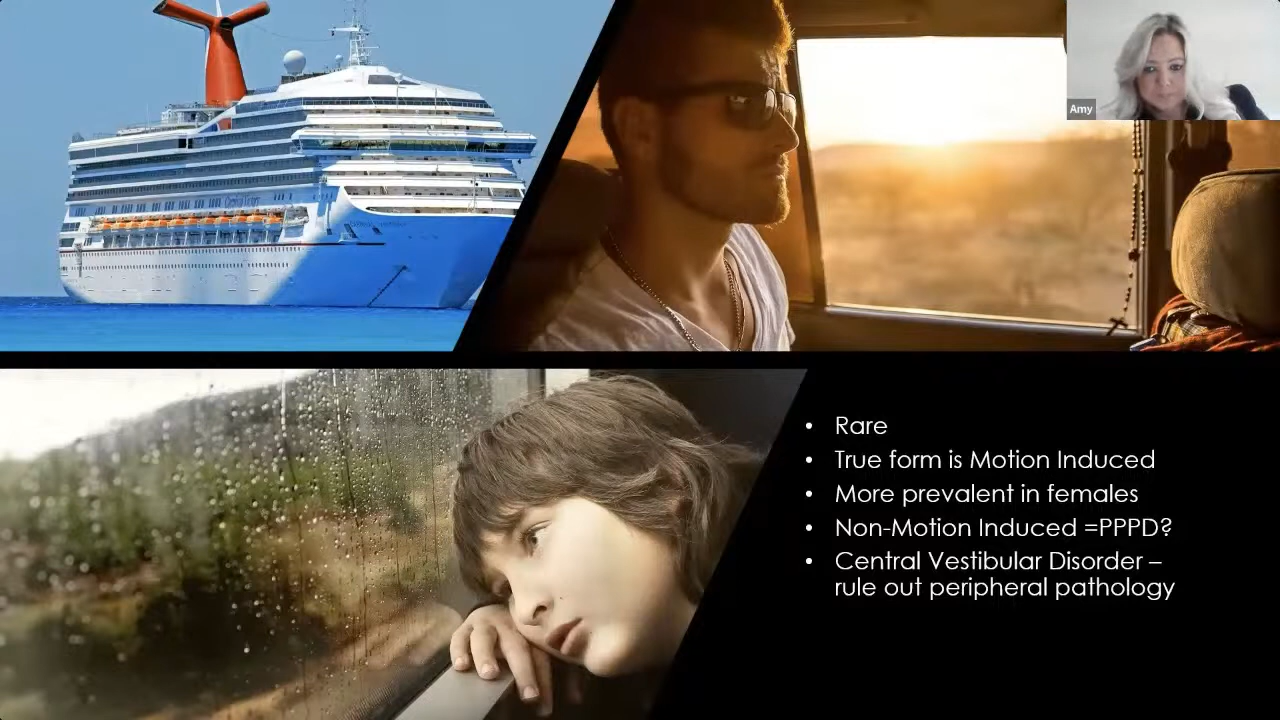 Amy
• Rare
• True form is Motion Induced
• More prevalent in females
• Non-Motion Induced =PPPD?
• Central Vestibular Disorder –
rule out peripheral pathology